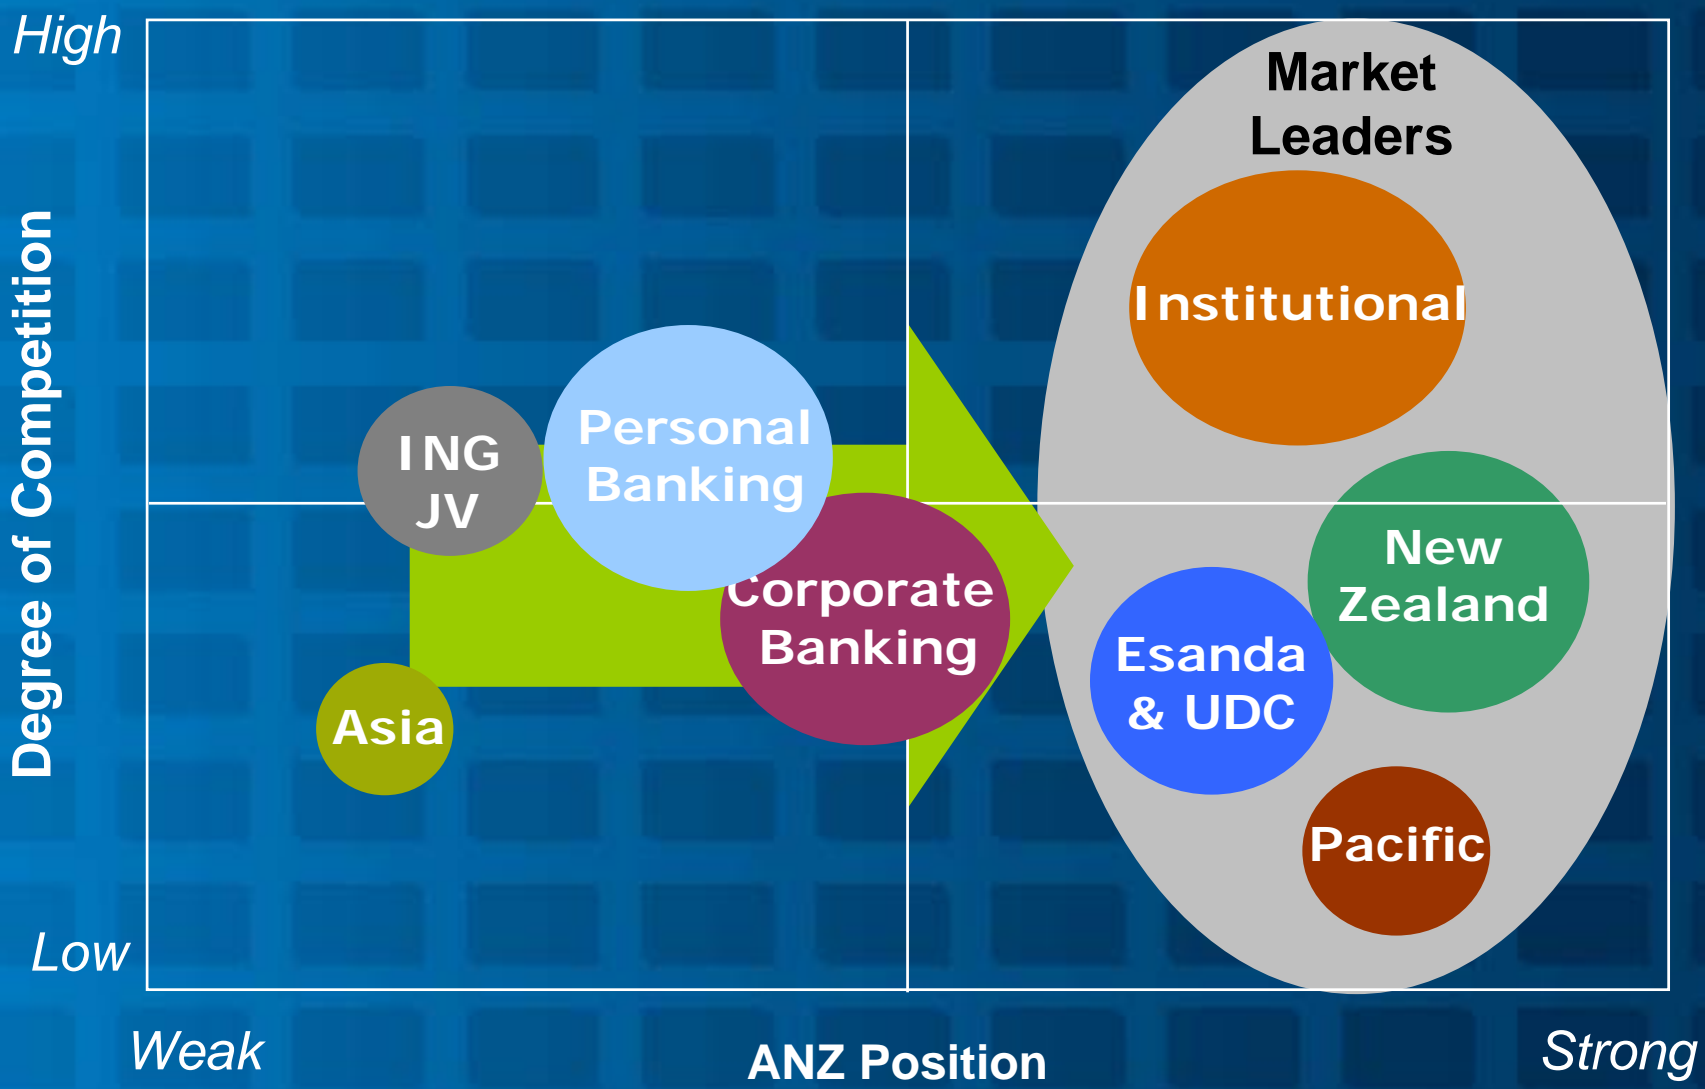 High
Market
Leaders
Institutional
Degree of Competition
Personal
Banking
ING
JV
Corporate
Banking
New
Zealand
Esanda
& UDC
Asia
Pacific
Low
Weak
ANZ Position
Strong